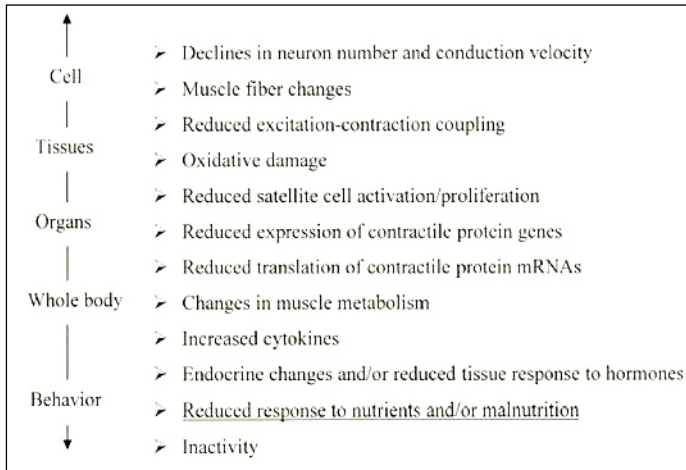 Cell
Tissues
Organs
Whole body
Behavior
➢ Declines in neuron number and conduction velocity
➢ Muscle fiber changes
➢ Reduced excitation-contraction coupling
➢ Oxidative damage
➢ Reduced satellite cell activation/proliferation
➢ Reduced expression of contractile protein genes
➢ Reduced translation of contractile protein mRNAs
➢ Changes in muscle metabolism
➢ Increased cytokines
➢ Endocrine changes and/or reduced tissue response to hormones
➢ Reduced response to nutrients and/or malnutrition
➢ Inactivity